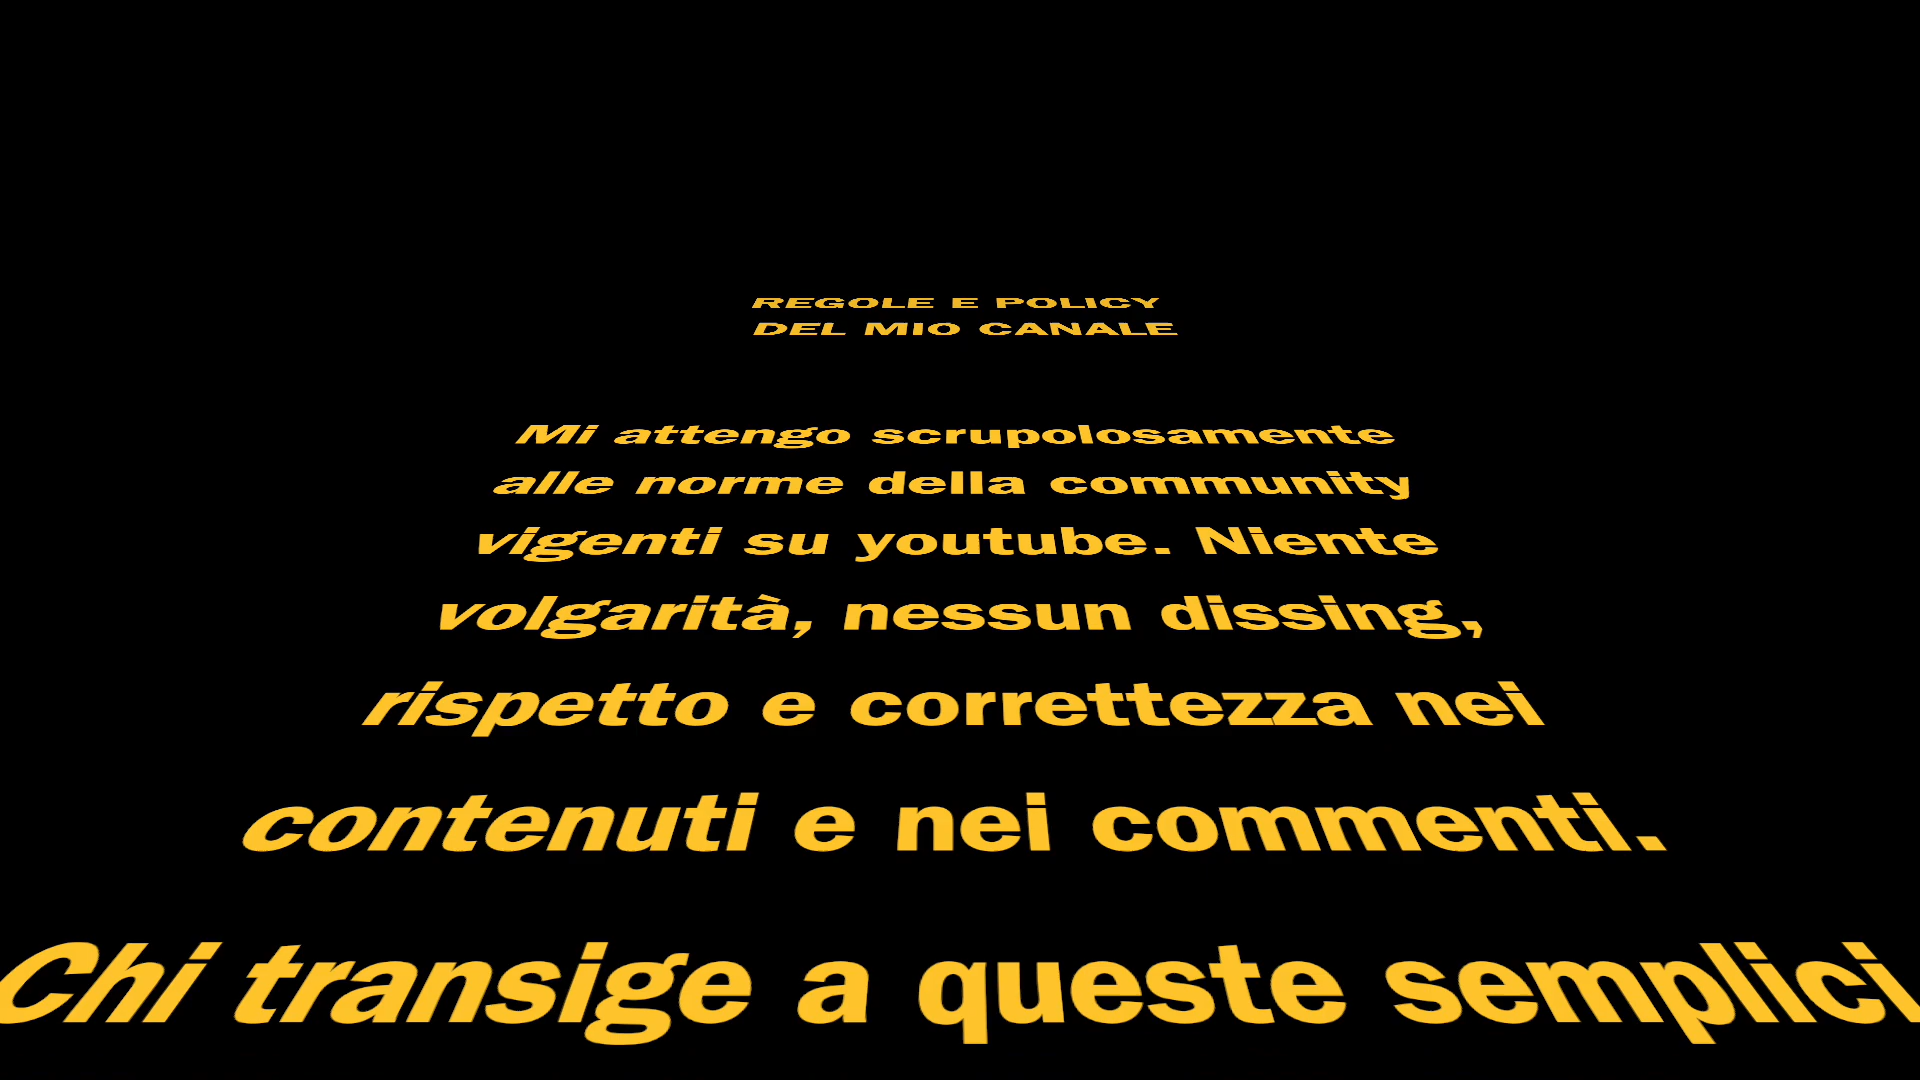 REGOLE E POLICY
DEL MIO CANALE
Mi attengo scrupolosamente
alle norme della community
vigenti su youtube. Niente
volgarità, nessun dissing,
rispetto e correttezza nei
contenuti e nei commenti.
Chi transige a queste semplici